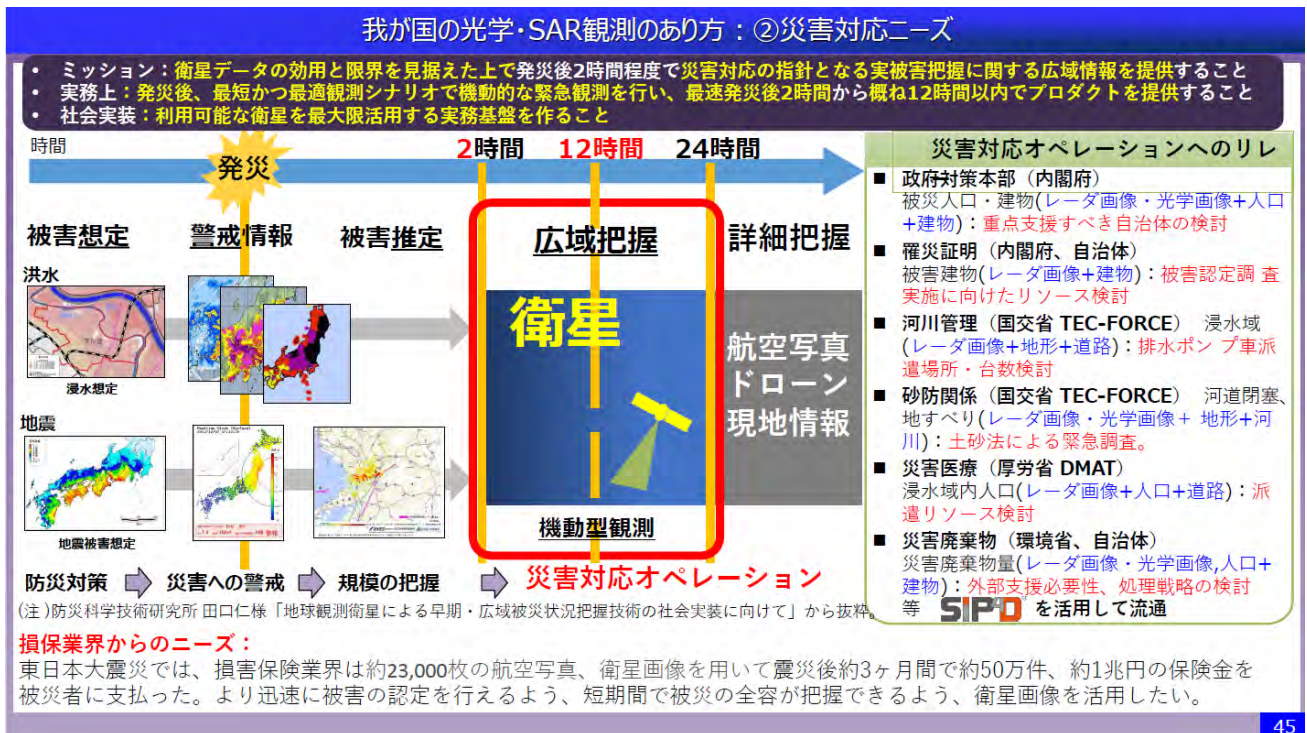 我が国の光学・SAR観測のあり方：②災害対応ニーズ
• ミッション：衛星データの効用と限界を見据えた上で発災後2時間程度で災害対応の指針となる実被害把握に関する広域情報を提供すること
• 実務上：発災後、最短かつ最適観測シナリオで機動的な緊急観測を行い、最速発災後2時間から概ね12時間以内でプロダクトを提供すること
• 社会実装：利用可能な衛星を最大限活用する実務基盤を作ること
時間
発災
2時間
12時間
24時間
被害想定
警戒情報
被害推定
広域把握
詳細把握
洪水
浸水想定
地震
地震被害想定
衛星
機動型観測
航空写真
ドローン
現地情報
防災対策
災害への警戒
規模の把握
災害対応オペレーション
(注)防災科学技術研究所 田口仁様「地球観測衛星による早期・広域被災状況把握技術の社会実装に向けて」から抜粋。
災害対応オペレーションへのリレ
ー
■ 政府対策本部（内閣府）
被災人口・建物(レーダ画像・光学画像+人口
+建物)：重点支援すべき自治体の検討
■ 罹災証明（内閣府、自治体）
被害建物(レーダ画像+建物)：被害認定調 査
実施に向けたリソース検討
■ 河川管理（国交省 TEC-FORCE） 浸水域
(レーダ画像+地形+道路)：排水ポン プ車派
遣場所・台数検討
■ 砂防関係（国交省 TEC-FORCE） 河道閉塞、
地すべり(レーダ画像・光学画像+ 地形+河
川)：土砂法による緊急調査。
■ 災害医療（厚労省 DMAT）
浸水域内人口(レーダ画像+人口+道路)：派
遣リソース検討
■ 災害廃棄物（環境省、自治体）
災害廃棄物量(レーダ画像・光学画像,人口+
建物)：外部支援必要性、処理戦略の検討
等 SIP4D を活用して流通
損保業界からのニーズ：
東日本大震災では、損害保険業界は約23,000枚の航空写真、衛星画像を用いて震災後約3ヶ月間で約50万件、約1兆円の保険金を
被災者に支払った。より迅速に被害の認定を行えるよう、短期間で被災の全容が把握できるよう、衛星画像を活用したい。
45